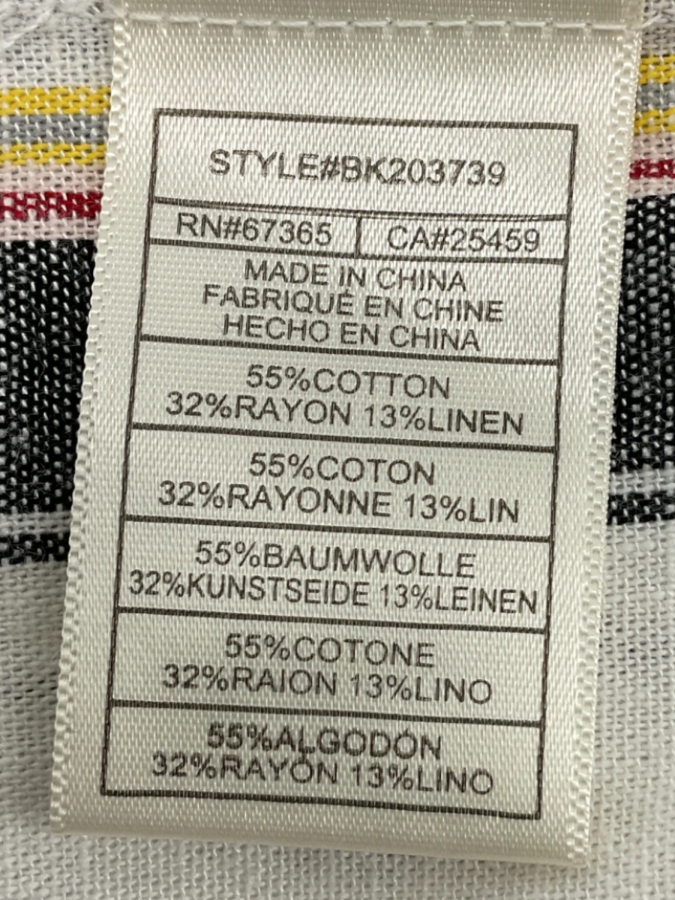 STYLE#BK203739
RN#67365 CA#25459
MADE IN CHINA
FABRIQUÉ EN CHINE
HECHO EN CHINA
55%COTTON
32%RAYON 13%LINEN
55%COTON
32%RAYONNE 13%LIN
55%BAUMWOLLE
32%KUNSTSEIDE 13%LEINEN
55%COTONE
32%RAION 13%LINO
55%ALGODÓN
32%RAYÓN 13%LINO